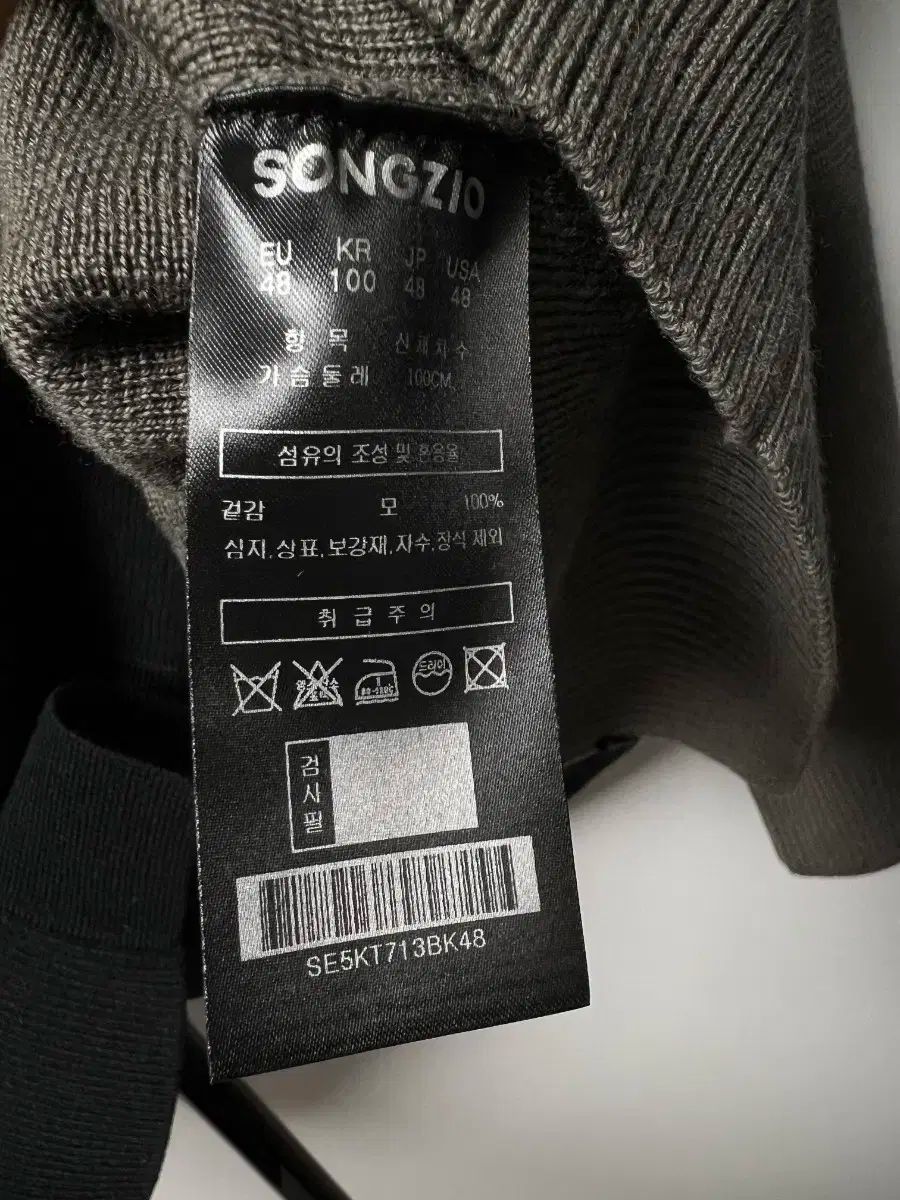 SONGZIO
EU KR JP USA
48 100 48 48
항목 신체치수
가슴둘레 100CM
섬유의 조성 및 혼용율
겉감 모 100%
심지,상표,보강재,자수,장식 제외
취급주의
드라이
검사필
SE5KT713BK48